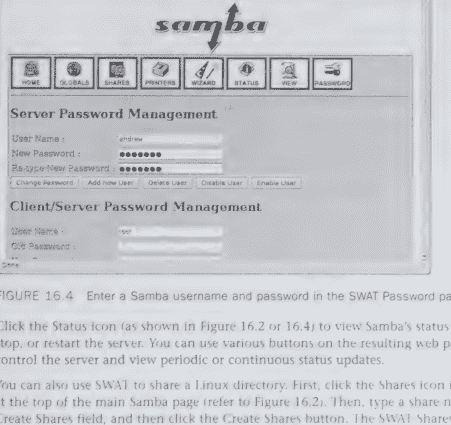 samba
HOME GLOBALS SHARES PRINTERS WIZARD STATUS VIEW PASSWORD
Server Password Management
User Name : andrew
New Password : ●●●●●●●
Re-type New Password : ●●●●●●●
Change Password Add New User Delete User Disable User Enable User
Client/Server Password Management
User Name : root
Old Password :
Done
FIGURE 16.4 Enter a Samba username and password in the SWAT Password pa
Click the Status icon (as shown in Figure 16.2 or 16.4) to view Samba's status
stop, or restart the server. You can use various buttons on the resulting web p
control the server and view periodic or continuous status updates.
You can also use SWAT to share a Linux directory. First, click the Shares icon
at the top of the main Samba page (refer to Figure 16.2). Then, type a share n
Create Shares field, and then click the Create Shares button. The SWAT Shares